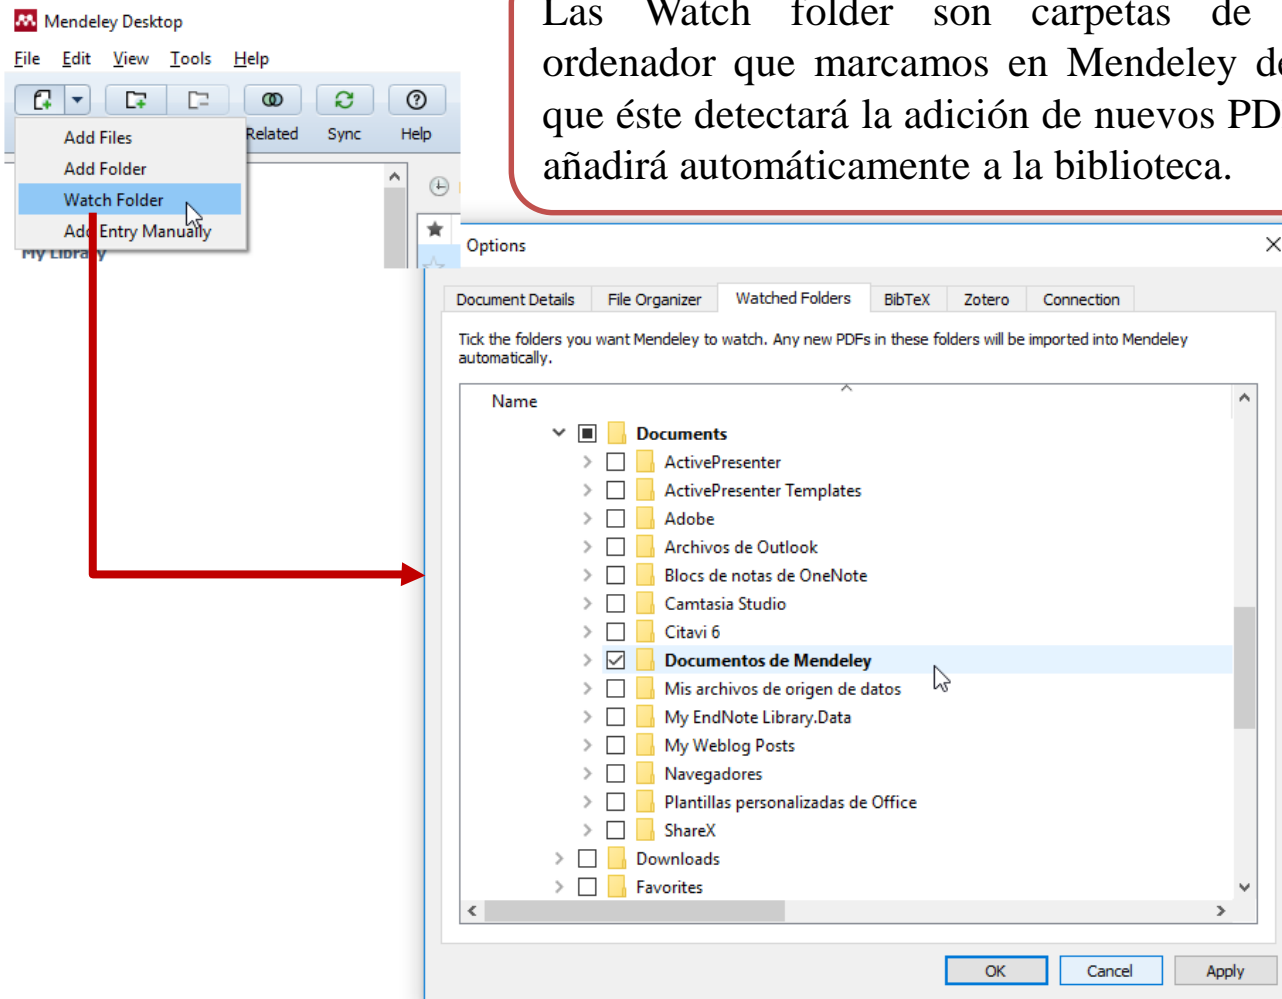 Mendeley Desktop
File Edit View Tools Help
Related Sync Help
Add Files
Add Folder
Watch Folder
Add Entry Manually
My Library
Las Watch folder son carpetas de
ordenador que marcamos en Mendeley de
que éste detectará la adición de nuevos PD
añadirá automáticamente a la biblioteca.
Options
Document Details File Organizer Watched Folders BibTeX Zotero Connection
Tick the folders you want Mendeley to watch. Any new PDFs in these folders will be imported into Mendeley
automatically.
Name
Documents
ActivePresenter
ActivePresenter Templates
Adobe
Archivos de Outlook
Blocs de notas de OneNote
Camtasia Studio
Citavi 6
Documentos de Mendeley
Mis archivos de origen de datos
My EndNote Library.Data
My Weblog Posts
Navegadores
Plantillas personalizadas de Office
ShareX
Downloads
Favorites
OK Cancel Apply